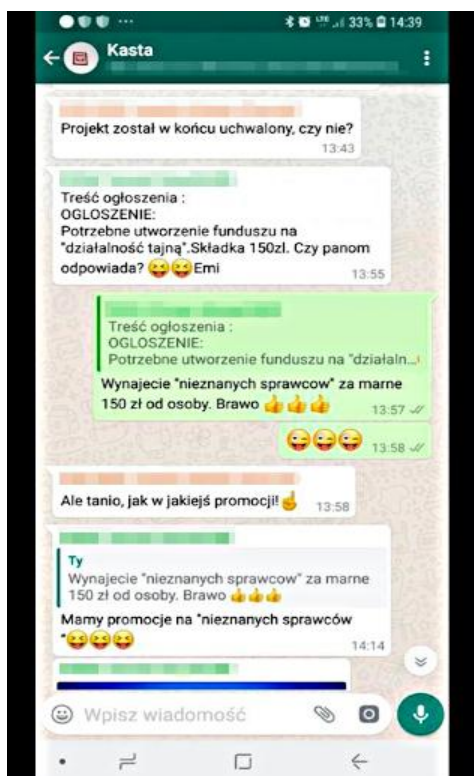 33% 14:39
Kasta
Projekt został w końcu uchwalony, czy nie?
13:43
Treść ogłoszenia :
OGLOSZENIE:
Potrzebne utworzenie funduszu na
"działalność tajną".Składka 150zl. Czy panom
odpowiada? 😝😝Emi
13:55
Treść ogłoszenia :
OGLOSZENIE:
Potrzebne utworzenie funduszu na "działaln...
Wynajecie "nieznanych sprawcow" za marne
150 zł od osoby. Brawo 👍👍👍
13:57
😜😜😜 13:58
Ale tanio, jak w jakiejś promocji!☝ 13:58
Ty
Wynajecie "nieznanych sprawcow" za marne
150 zł od osoby. Brawo 👍👍👍
Mamy promocje na "nieznanych sprawców
"😝😝😝
14:14
Wpisz wiadomość